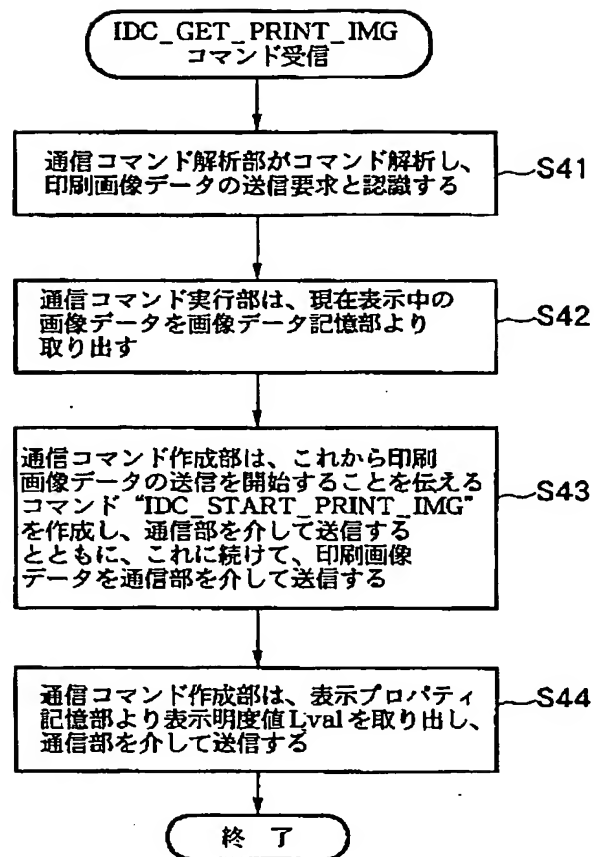 IDC_GET_PRINT_IMG
コマンド受信
通信コマンド解析部がコマンド解析し、
印刷画像データの送信要求と認識する
S41
通信コマンド実行部は、現在表示中の
画像データを画像データ記憶部より
取り出す
S42
通信コマンド作成部は、これから印刷
画像データの送信を開始することを伝える
コマンド“IDC_START_PRINT_IMG”
を作成し、通信部を介して送信する
とともに、これに続けて、印刷画像
データを通信部を介して送信する
S43
通信コマンド作成部は、表示プロパティ
記憶部より表示明度値Lvalを取り出し、
通信部を介して送信する
S44
終 了